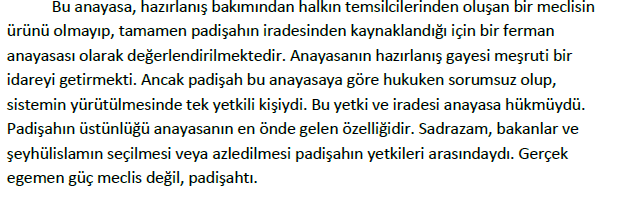 Bu anayasa, hazırlanış bakımından halkın temsilcilerinden oluşan bir meclisin
ürünü olmayıp, tamamen padişahın iradesinden kaynaklandığı için bir ferman
anayasası olarak değerlendirilmektedir. Anayasanın hazırlanış gayesi meşruti bir
idareyi getirmekti. Ancak padişah bu anayasaya göre hukuken sorumsuz olup,
sistemin yürütülmesinde tek yetkili kişiydi. Bu yetki ve iradesi anayasa hükmüydü.
Padişahın üstünlüğü anayasanın en önde gelen özelliğidir. Sadrazam, bakanlar ve
şeyhülislamın seçilmesi veya azledilmesi padişahın yetkileri arasındaydı. Gerçek
egemen güç meclis değil, padişahtı.